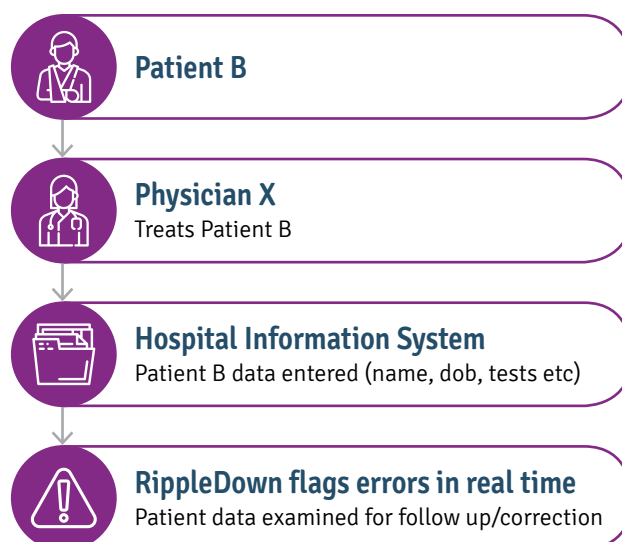 Patient B
Physician X
Treats Patient B
Hospital Information System
Patient B data entered (name, dob, tests etc)
RippleDown flags errors in real time
Patient data examined for follow up/correction